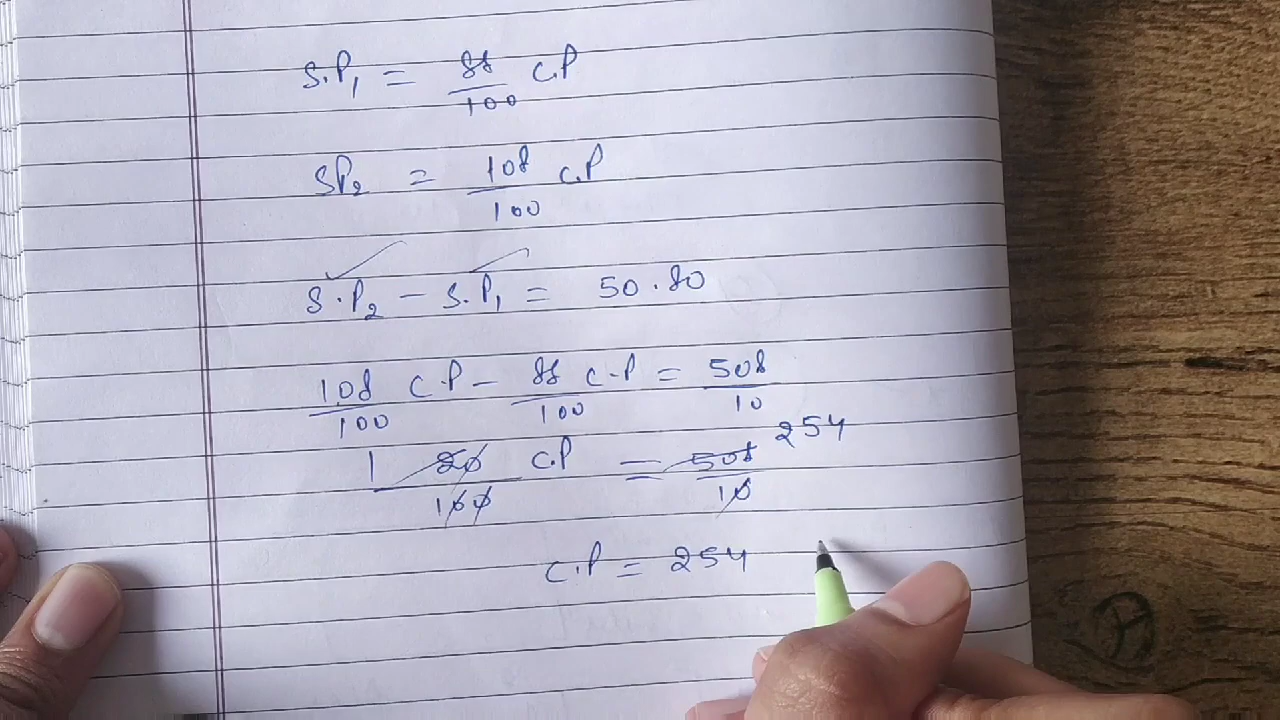 S.P₁ = 88/100 C.P
SP₂ = 108/100 C.P
S.P₂ - S.P₁ = 50.80
108/100 C.P - 88/100 C.P = 508/10
1 20/100 C.P = 508/10 254
C.P = 254